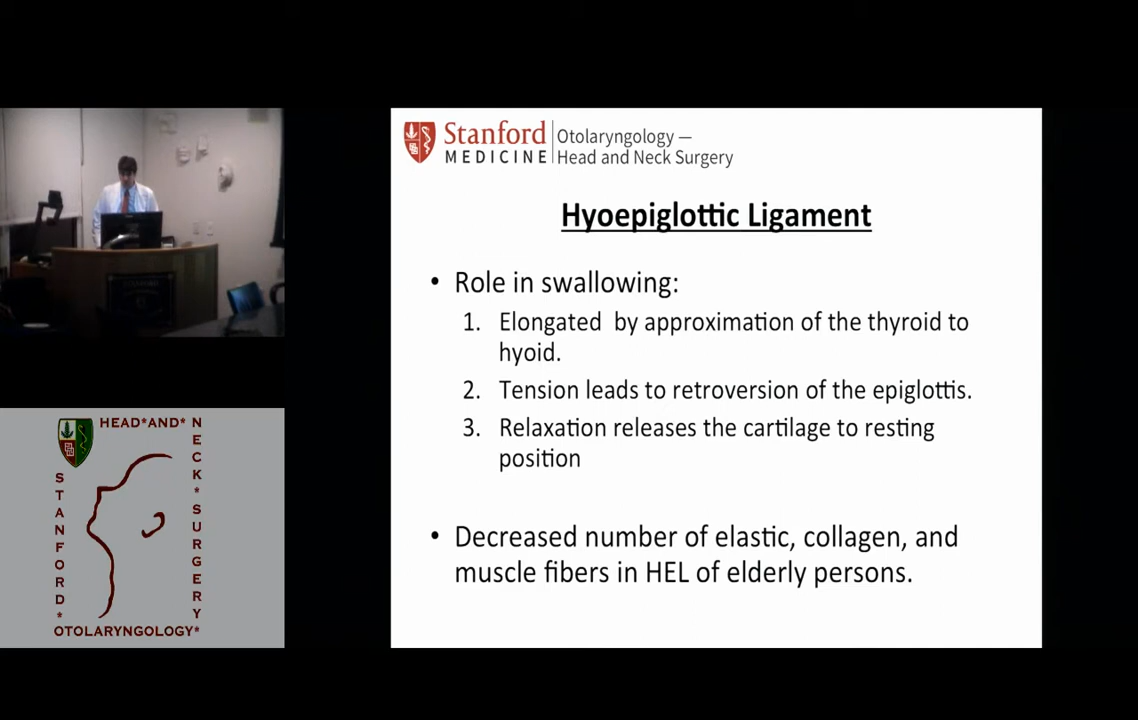 Stanford
MEDICINE
Otolaryngology —
Head and Neck Surgery
Hyoepiglottic Ligament
• Role in swallowing:
1. Elongated by approximation of the thyroid to
hyoid.
2. Tension leads to retroversion of the epiglottis.
3. Relaxation releases the cartilage to resting
position
• Decreased number of elastic, collagen, and
muscle fibers in HEL of elderly persons.
HEAD*AND*
NECK*SURGERY*
STANFORD*
OTOLARYNGOLOGY*